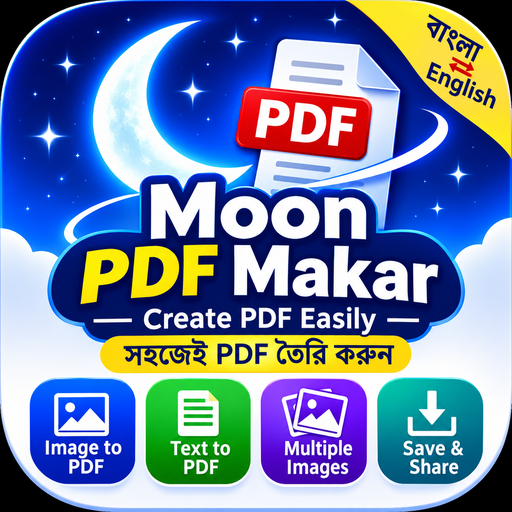 বাংলা
⇄
English
PDF
Moon
PDF Makar
— Create PDF Easily —
সহজেই PDF তৈরি করুন
Image to
PDF
Text to
PDF
Multiple
Images
Save &
Share